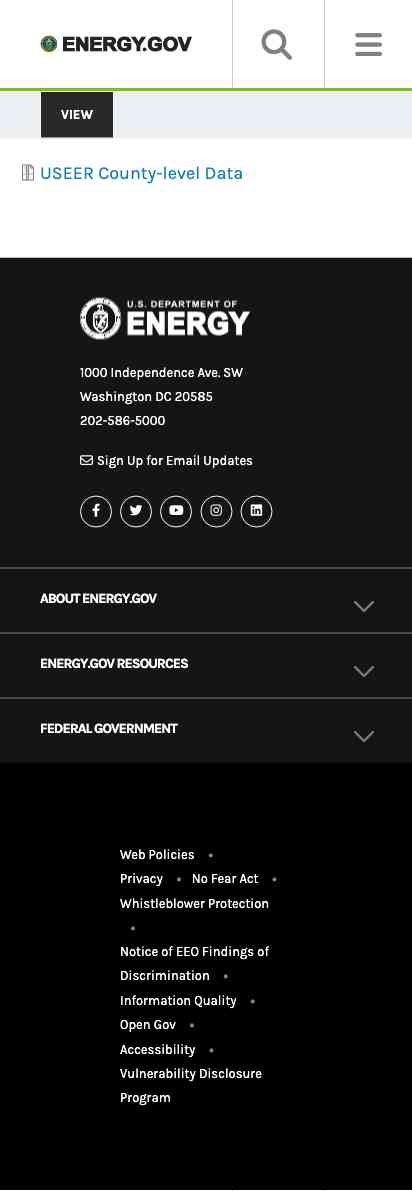 ENERGY.GOV
VIEW
USEER County-level Data
U.S. DEPARTMENT OF
ENERGY
1000 Independence Ave. SW
Washington DC 20585
202-586-5000
Sign Up for Email Updates
ABOUT ENERGY.GOV
ENERGY.GOV RESOURCES
FEDERAL GOVERNMENT
Web Policies •
Privacy • No Fear Act •
Whistleblower Protection
•
Notice of EEO Findings of
Discrimination •
Information Quality •
Open Gov •
Accessibility •
Vulnerability Disclosure
Program